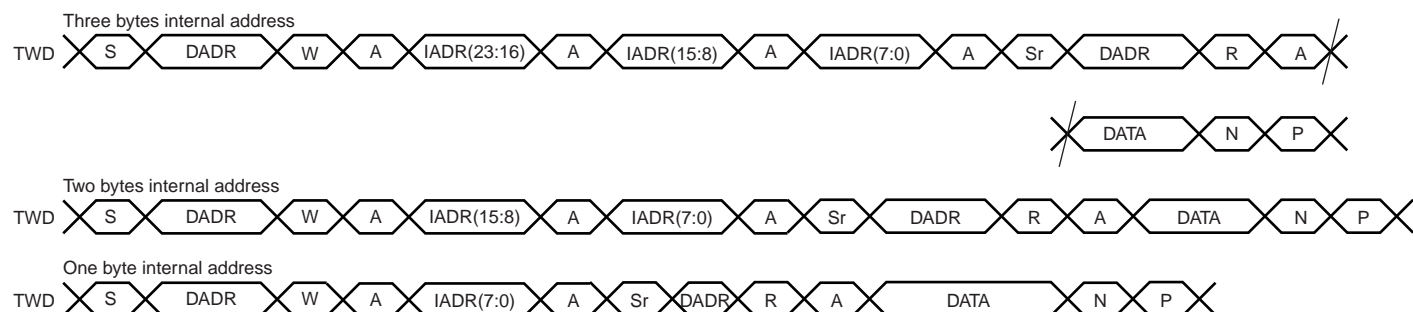 Three bytes internal address
TWD S DADR W A IADR(23:16) A IADR(15:8) A IADR(7:0) A Sr DADR R A
DATA N P
Two bytes internal address
TWD S DADR W A IADR(15:8) A IADR(7:0) A Sr DADR R A DATA N P
One byte internal address
TWD S DADR W A IADR(7:0) A Sr DADR R A DATA N P